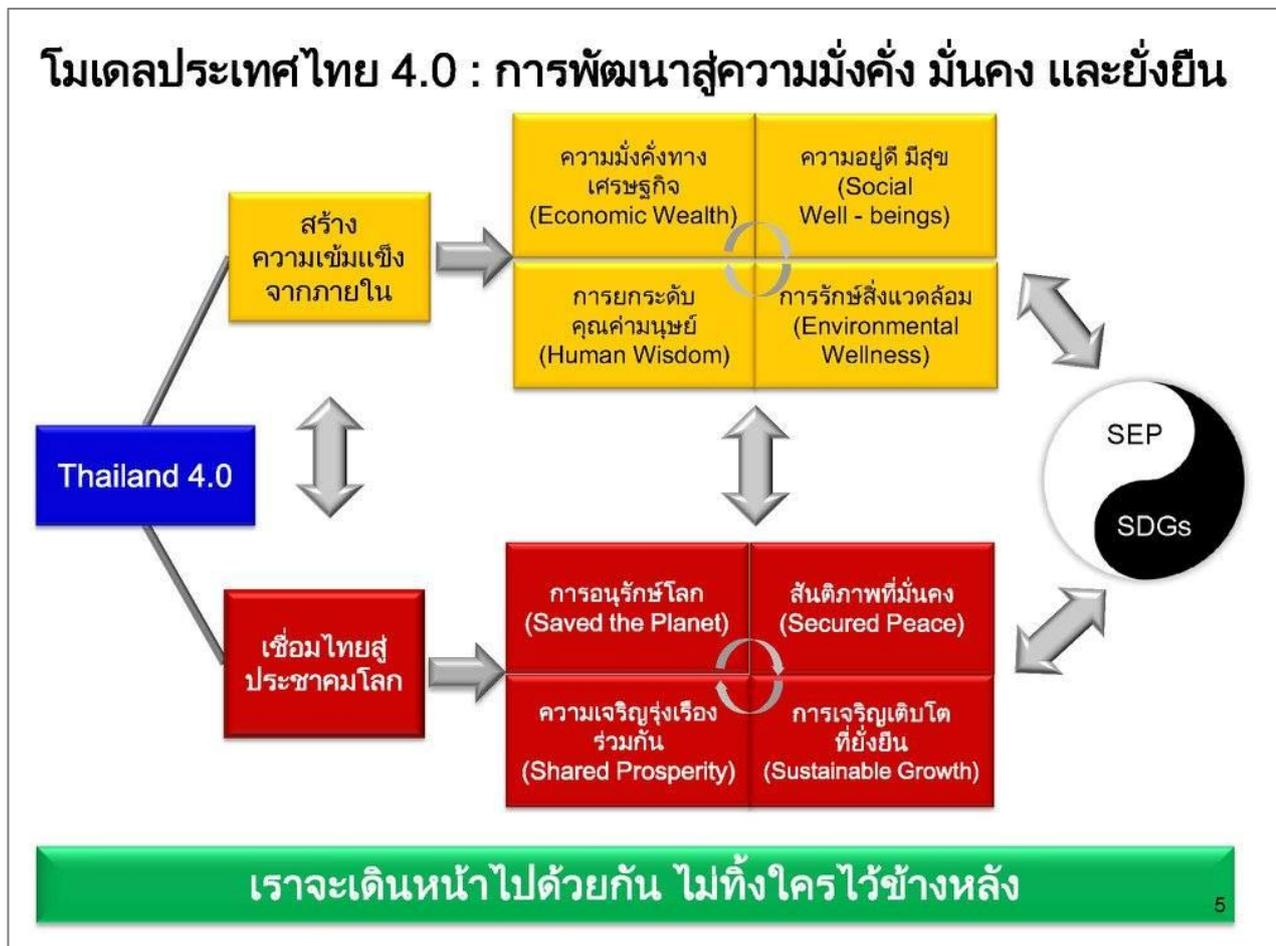 โมเดลประเทศไทย 4.0 : การพัฒนาสู่ความมั่งคั่ง มั่นคง และยั่งยืน
ความมั่งคั่งทาง
เศรษฐกิจ
(Economic Wealth)
ความอยู่ดี มีสุข
(Social
Well - beings)
สร้าง
ความเข้มแข็ง
จากภายใน
การยกระดับ
คุณค่ามนุษย์
(Human Wisdom)
การรักษ์สิ่งแวดล้อม
(Environmental
Wellness)
Thailand 4.0
SEP
SDGs
เชื่อมไทยสู่
ประชาคมโลก
การอนุรักษ์โลก
(Saved the Planet)
สันติภาพที่มั่นคง
(Secured Peace)
ความเจริญรุ่งเรือง
ร่วมกัน
(Shared Prosperity)
การเจริญเติบโต
ที่ยั่งยืน
(Sustainable Growth)
เราจะเดินหน้าไปด้วยกัน ไม่ทิ้งใครไว้ข้างหลัง
5